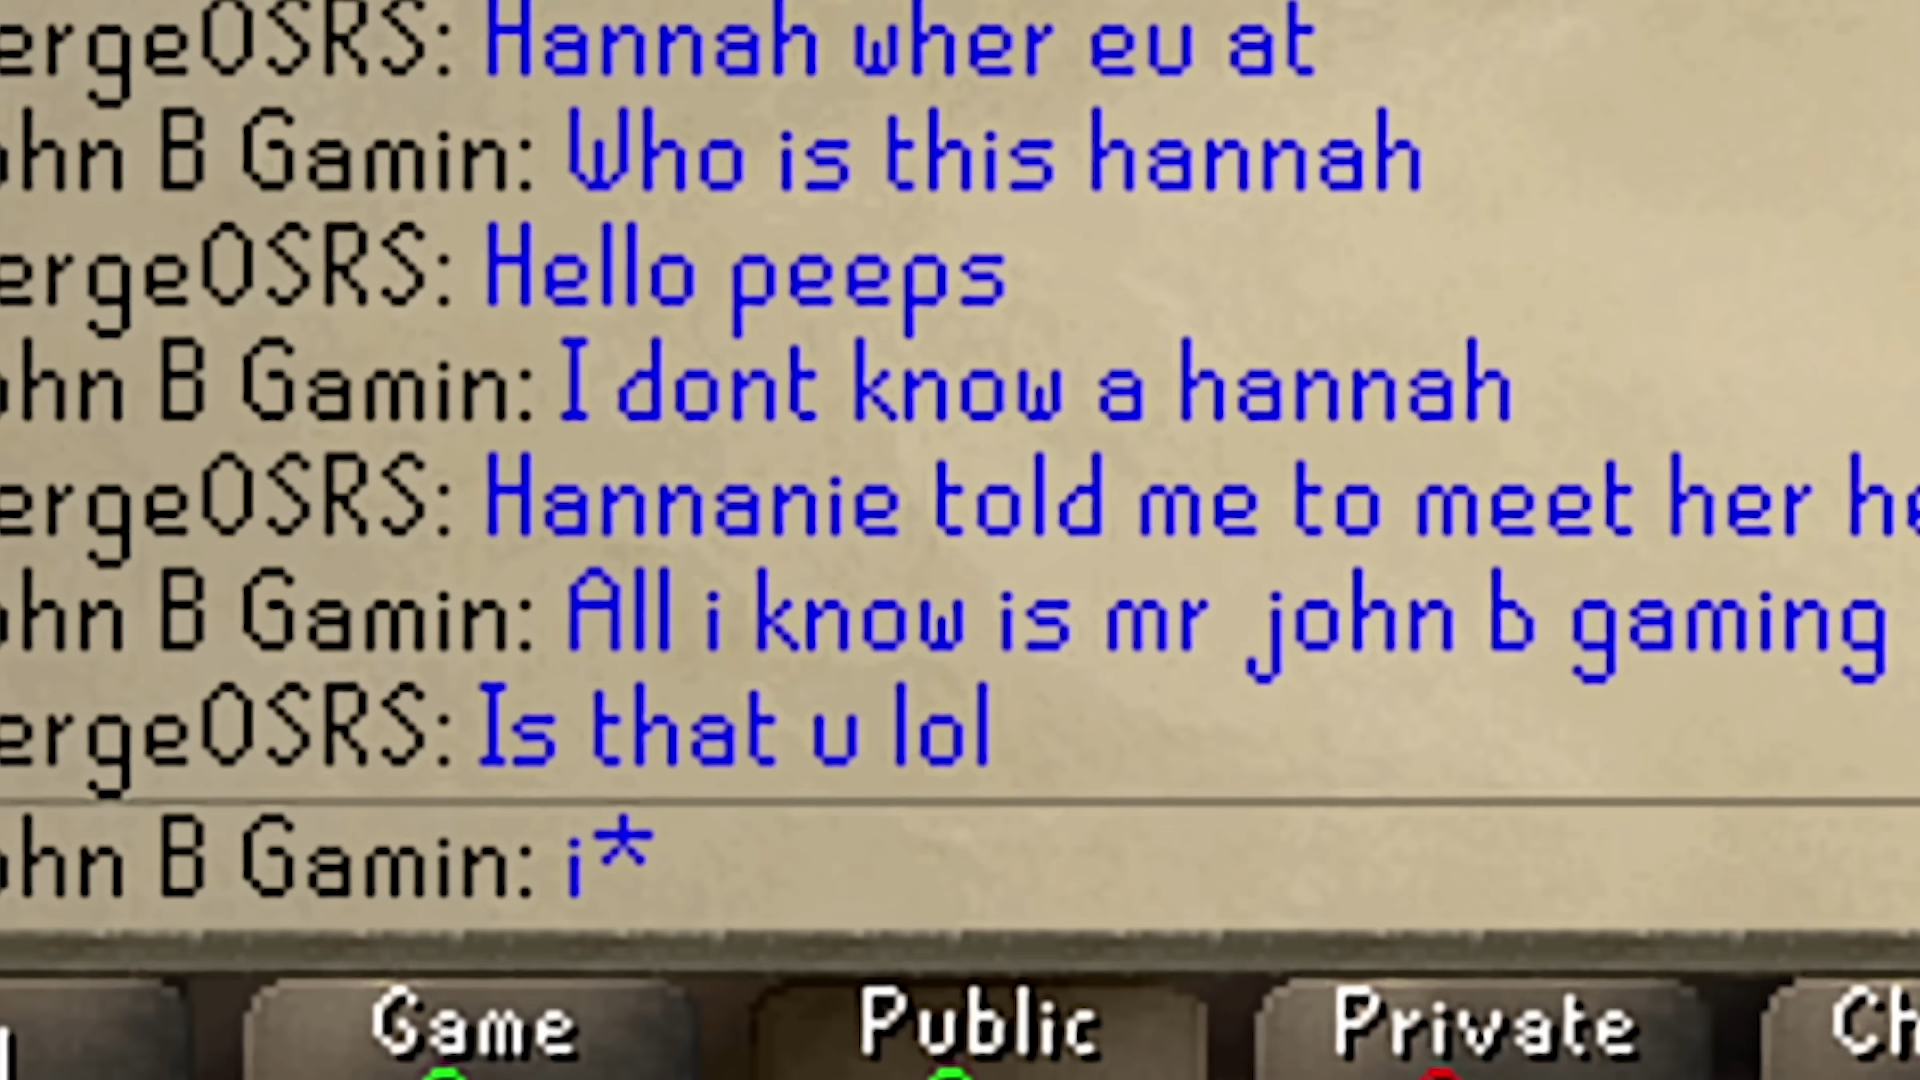 ergeOSRS: Hannah wher eu at
ohn B Gamin: Who is this hannah
ergeOSRS: Hello peeps
ohn B Gamin: I dont know a hannah
ergeOSRS: Hannanie told me to meet her he
ohn B Gamin: All i know is mr john b gaming
ergeOSRS: Is that u lol
ohn B Gamin: i*
Game Public Private Ch